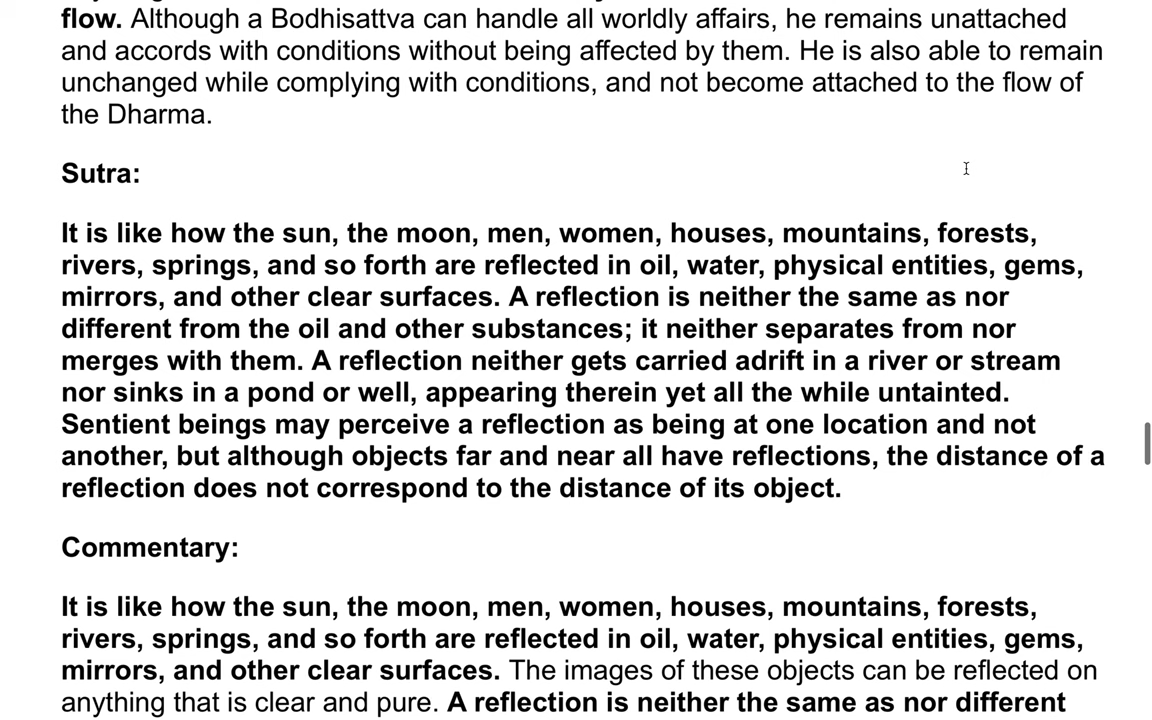 flow. Although a Bodhisattva can handle all worldly affairs, he remains unattached
and accords with conditions without being affected by them. He is also able to remain
unchanged while complying with conditions, and not become attached to the flow of
the Dharma.
Sutra:
It is like how the sun, the moon, men, women, houses, mountains, forests,
rivers, springs, and so forth are reflected in oil, water, physical entities, gems,
mirrors, and other clear surfaces. A reflection is neither the same as nor
different from the oil and other substances; it neither separates from nor
merges with them. A reflection neither gets carried adrift in a river or stream
nor sinks in a pond or well, appearing therein yet all the while untainted.
Sentient beings may perceive a reflection as being at one location and not
another, but although objects far and near all have reflections, the distance of a
reflection does not correspond to the distance of its object.
Commentary:
It is like how the sun, the moon, men, women, houses, mountains, forests,
rivers, springs, and so forth are reflected in oil, water, physical entities, gems,
mirrors, and other clear surfaces. The images of these objects can be reflected on
anything that is clear and pure. A reflection is neither the same as nor different